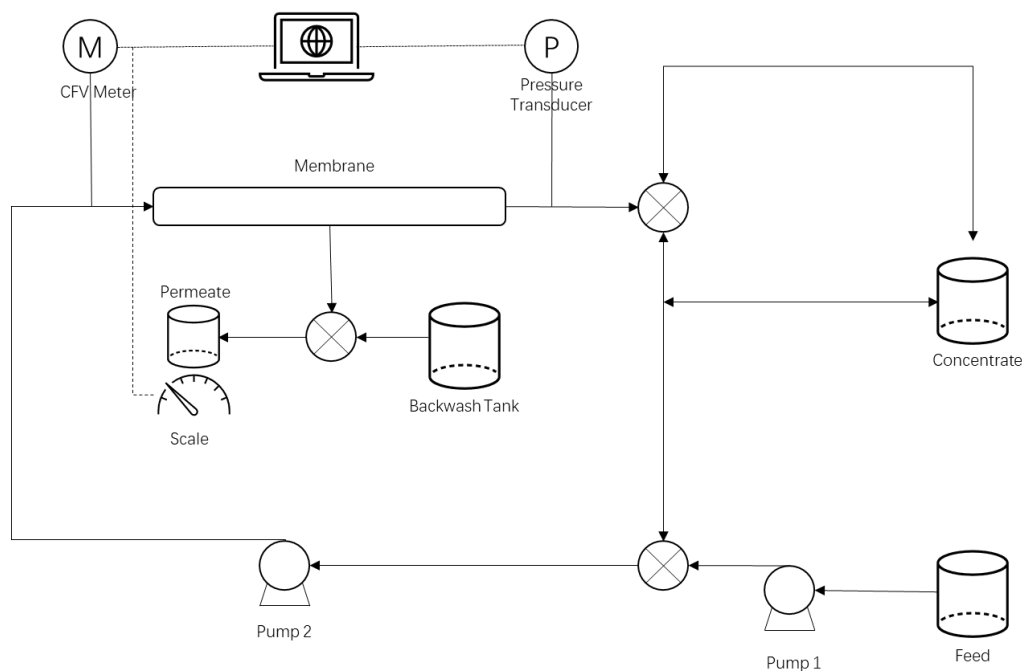 M
P
CFV Meter
Pressure
Transducer
Membrane
Permeate
Concentrate
Backwash Tank
Scale
Pump 2
Pump 1
Feed